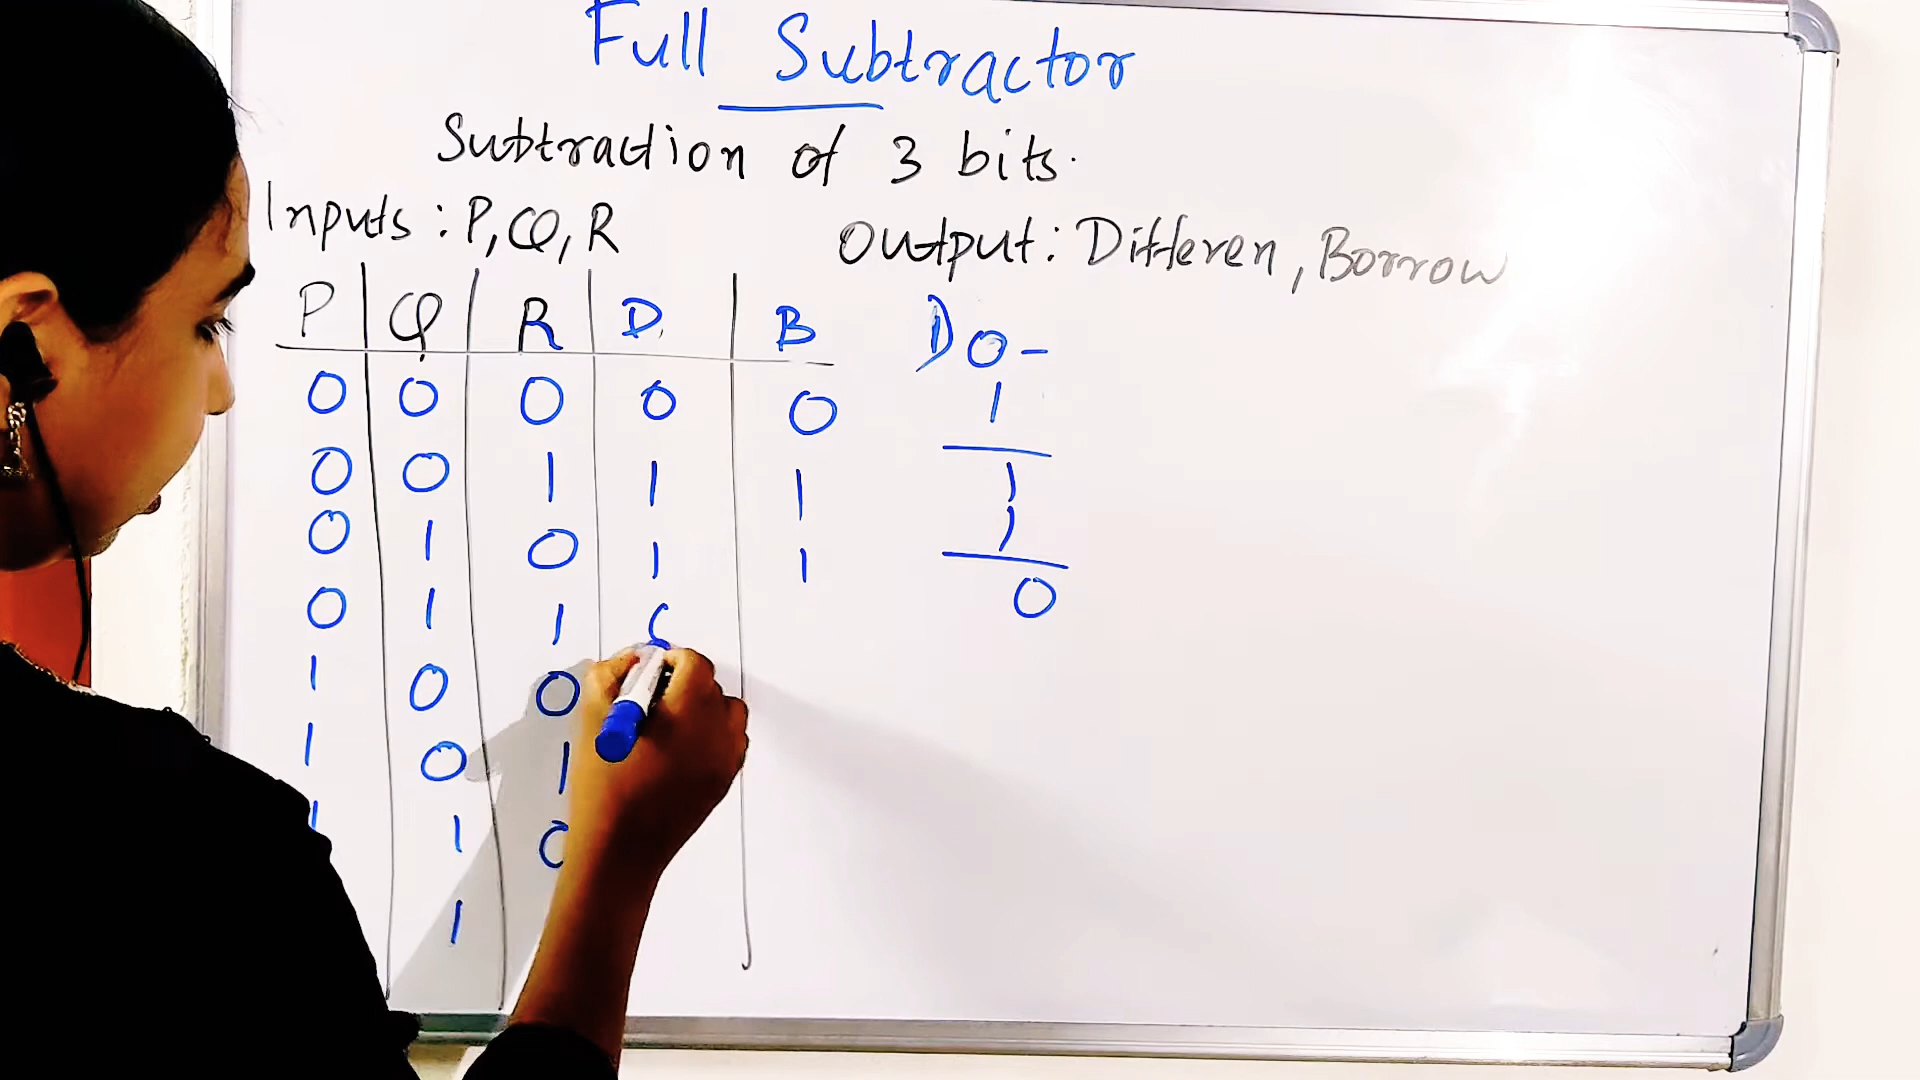 Full Subtractor
Subtraction of 3 bits.
Inputs : P, Q, R
Output : Differen, Borrow
P Q R D B
0 0 0 0 0
0 0 1 1 1
0 1 0 1 1
0 1 1
1 0 0
1 0 1
1 1 0
1
D 0 -
1
1
1
0